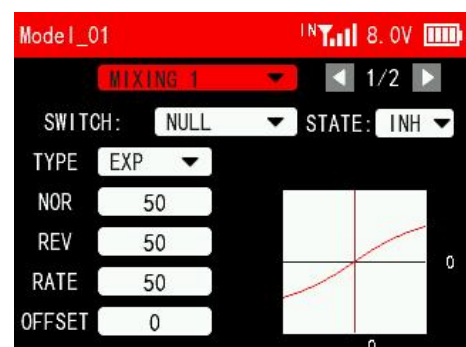 Model_01 IN 8.0V
MIXING 1 1/2
SWITCH: NULL STATE: INH
TYPE EXP
NOR 50
REV 50
0
RATE 50
OFFSET 0
0